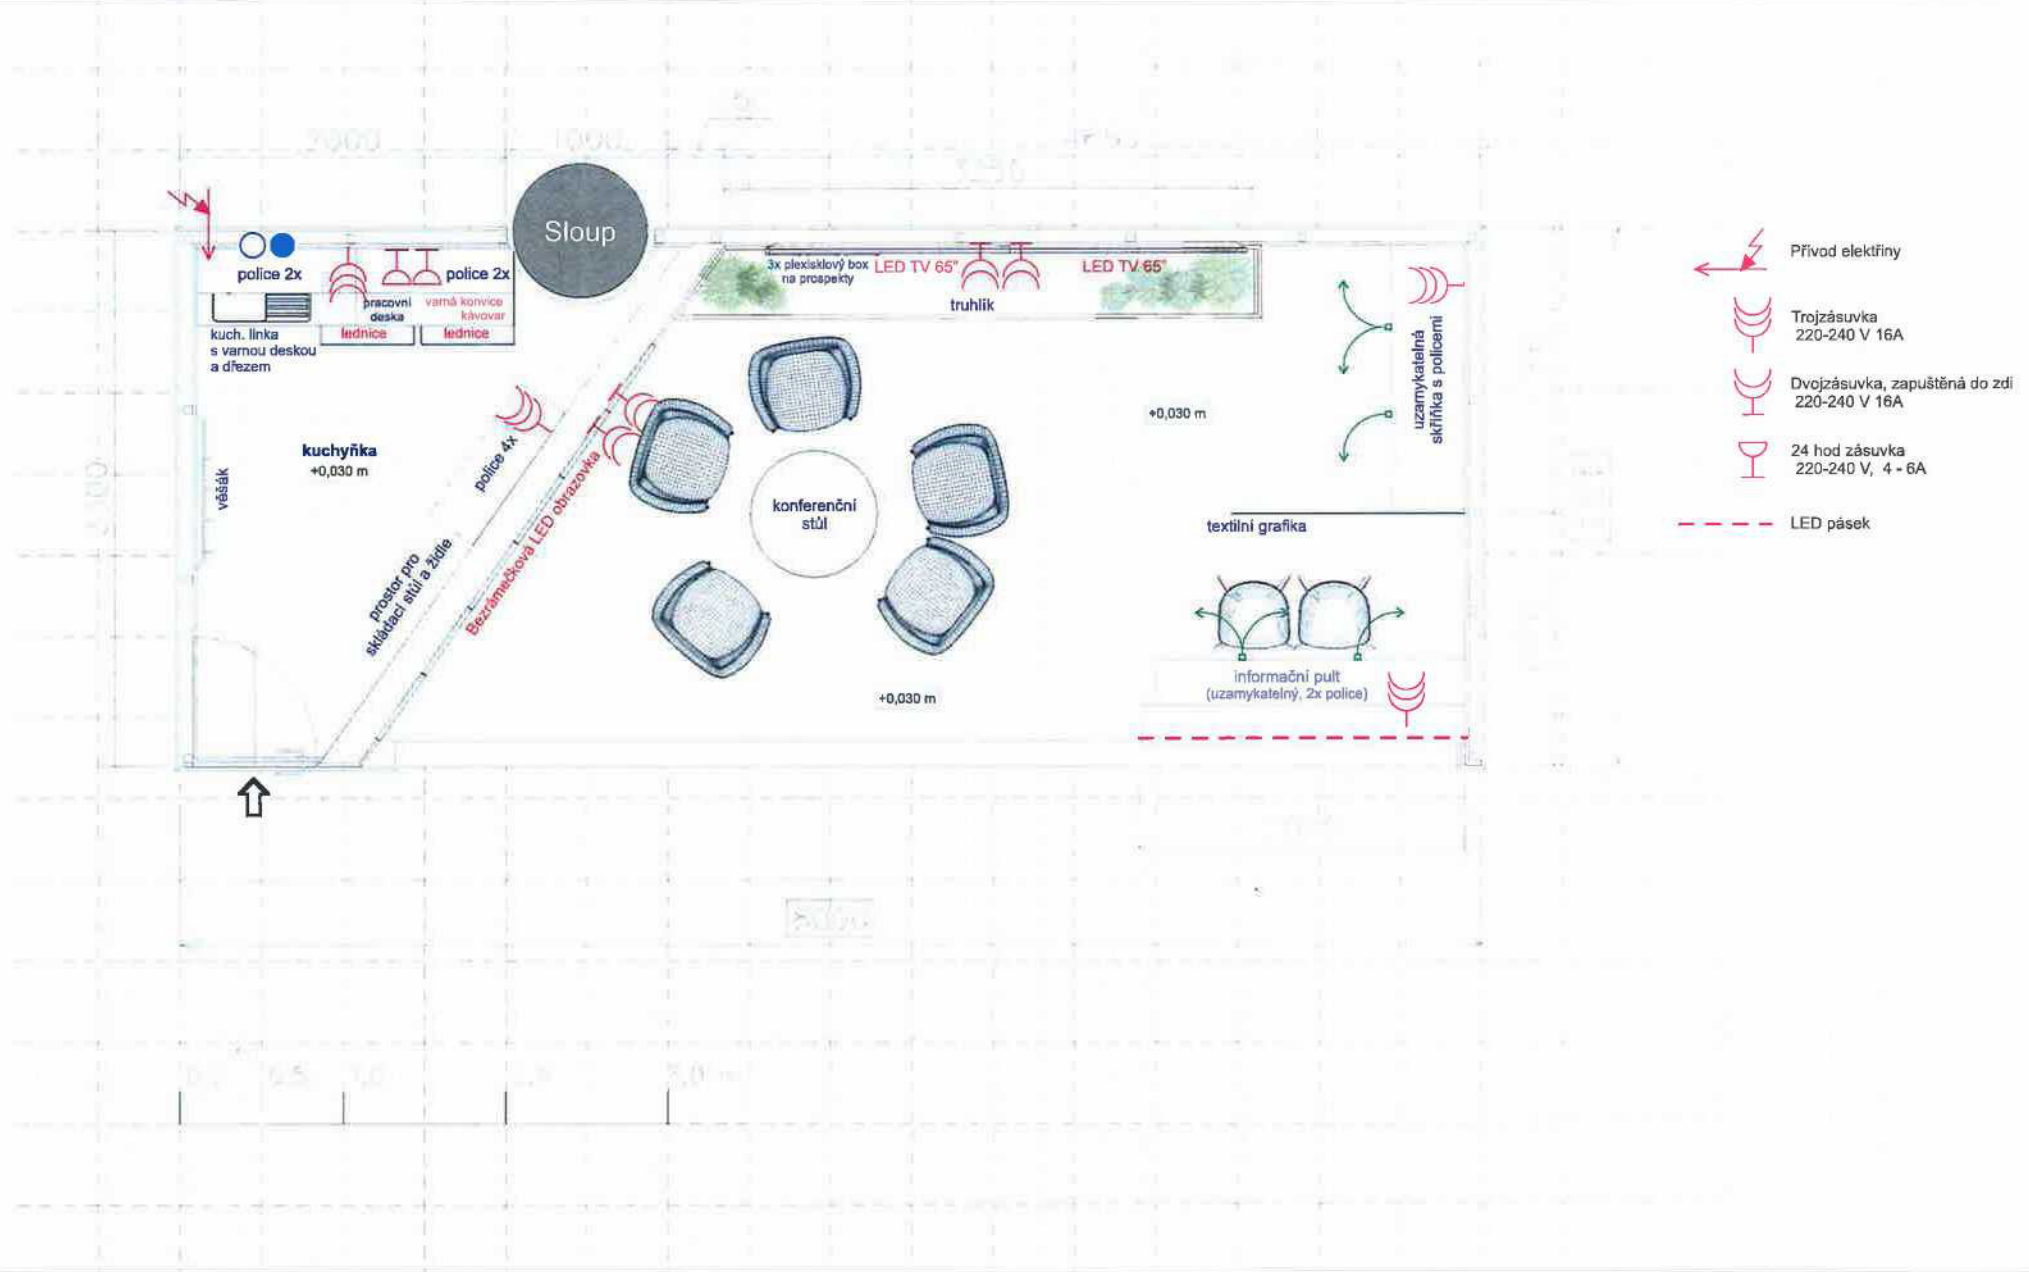 Sloup
police 2x
police 2x
pracovní
deska
varná konvice
kávovar
kuch. linka
s varnou deskou
a dřezem
lednice
lednice
3x plexisklový box
na prospekty
LED TV 65"
LED TV 65"
truhlík
uzamykatelná
skříňka s policemi
+0,030 m
kuchyňka
+0,030 m
věšák
police 4x
prostor pro
skládací stůl a židle
Bezrámečková LED obrazovka
konferenční
stůl
textilní grafika
informační pult
(uzamykatelný, 2x police)
+0,030 m
Přívod elektřiny
Trojzásuvka
220-240 V 16A
Dvojzásuvka, zapuštěná do zdi
220-240 V 16A
24 hod zásuvka
220-240 V, 4 - 6A
LED pásek